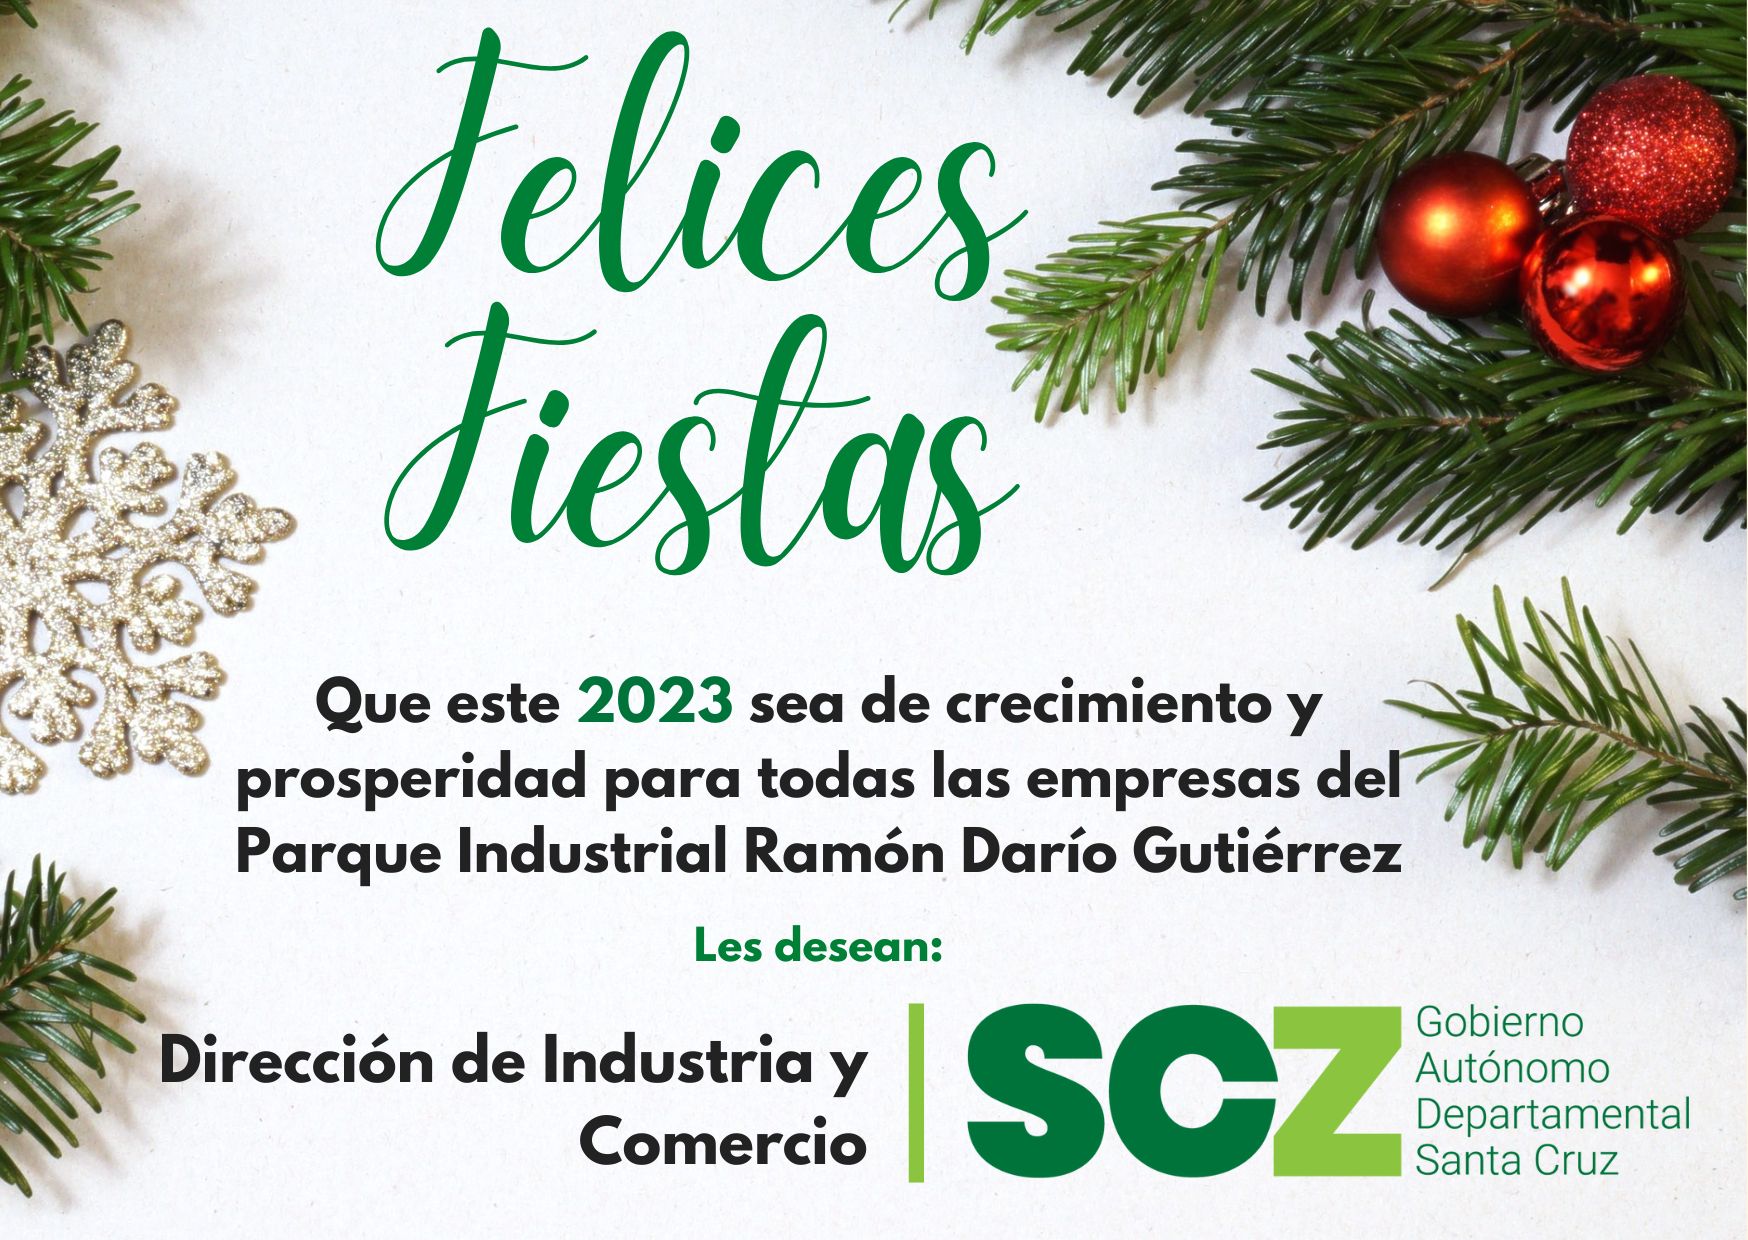 Felices
Fiestas
Que este 2023 sea de crecimiento y
prosperidad para todas las empresas del
Parque Industrial Ramón Darío Gutiérrez
Les desean:
Dirección de Industria y
Comercio
SCZ
Gobierno
Autónomo
Departamental
Santa Cruz